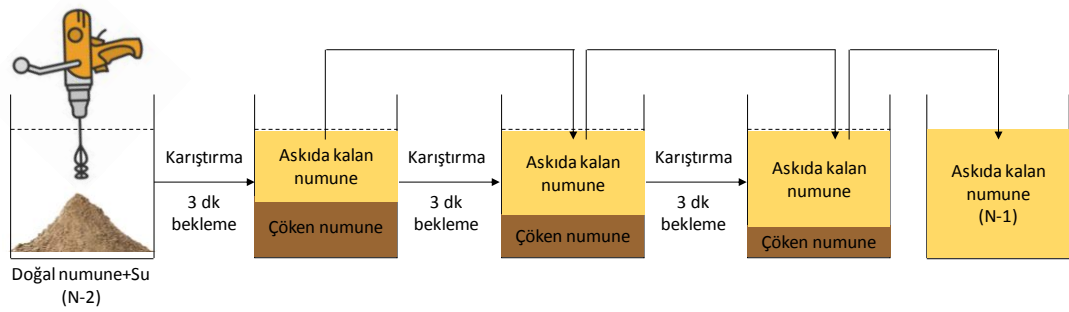 Doğal numune+Su
(N-2)
Karıştırma
3 dk
bekleme
Askıda kalan
numune
Çöken numune
Karıştırma
3 dk
bekleme
Askıda kalan
numune
Çöken numune
Karıştırma
3 dk
bekleme
Askıda kalan
numune
Çöken numune
Askıda kalan
numune
(N-1)